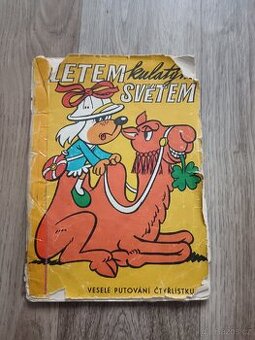 LETEM kulatým
SVĚTEM
VESELÉ PUTOVÁNÍ ČTYŘLÍSTKU